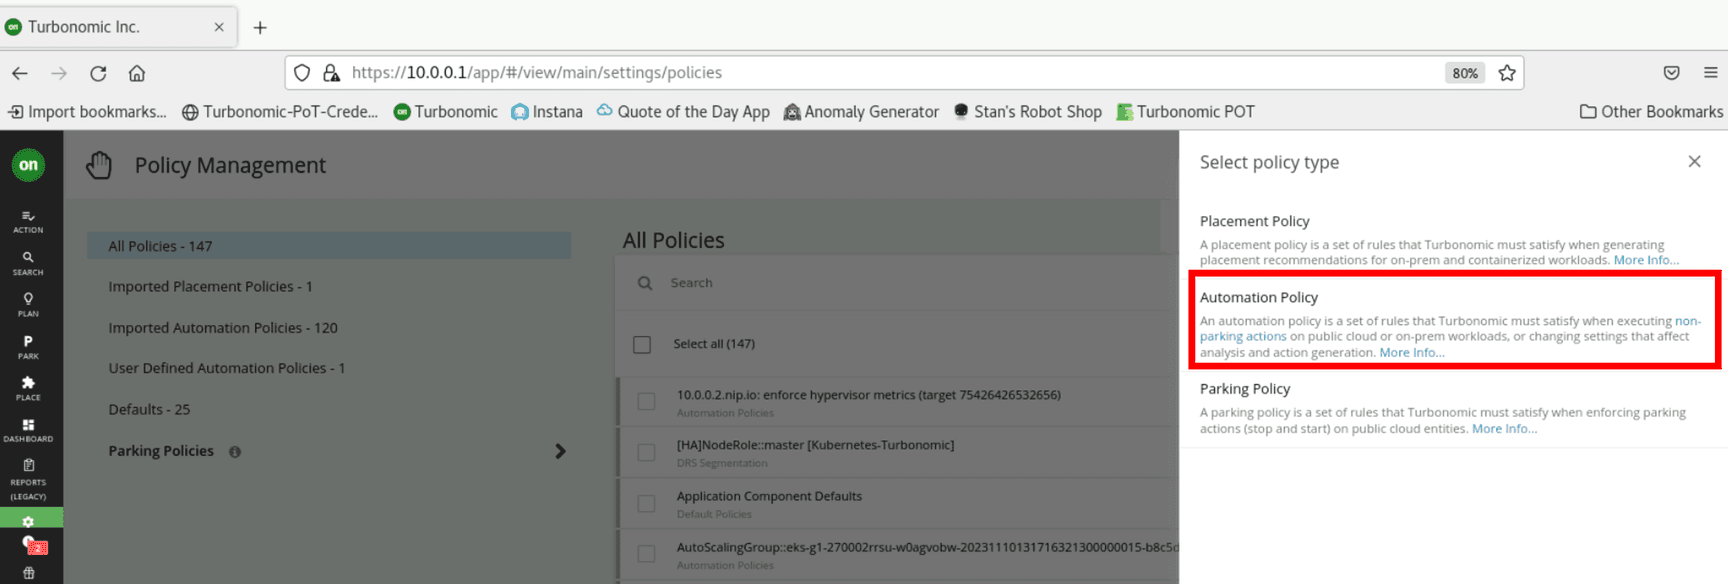 on Turbonomic Inc.
https://10.0.0.1/app/#/view/main/settings/policies
80%
Import bookmarks...
Turbonomic-PoT-Crede...
on Turbonomic
Instana
Quote of the Day App
Anomaly Generator
Stan's Robot Shop
Turbonomic POT
Other Bookmarks
on
ACTION
SEARCH
PLAN
P
PARK
PLACE
DASHBOARD
REPORTS
(LEGACY)
Policy Management
All Policies - 147
Imported Placement Policies - 1
Imported Automation Policies - 120
User Defined Automation Policies - 1
Defaults - 25
Parking Policies
All Policies
Search
Select all (147)
10.0.0.2.nip.io: enforce hypervisor metrics (target 75426426532656)
Automation Policies
[HA]NodeRole::master [Kubernetes-Turbonomic]
DRS Segmentation
Application Component Defaults
Default Policies
AutoScalingGroup::eks-g1-270002rrsu-w0agvobw-20231110131716321300000015-b8c5d
Automation Policies
Select policy type
Placement Policy
A placement policy is a set of rules that Turbonomic must satisfy when generating
placement recommendations for on-prem and containerized workloads. More Info...
Automation Policy
An automation policy is a set of rules that Turbonomic must satisfy when executing non-
parking actions on public cloud or on-prem workloads, or changing settings that affect
analysis and action generation. More Info...
Parking Policy
A parking policy is a set of rules that Turbonomic must satisfy when enforcing parking
actions (stop and start) on public cloud entities. More Info...